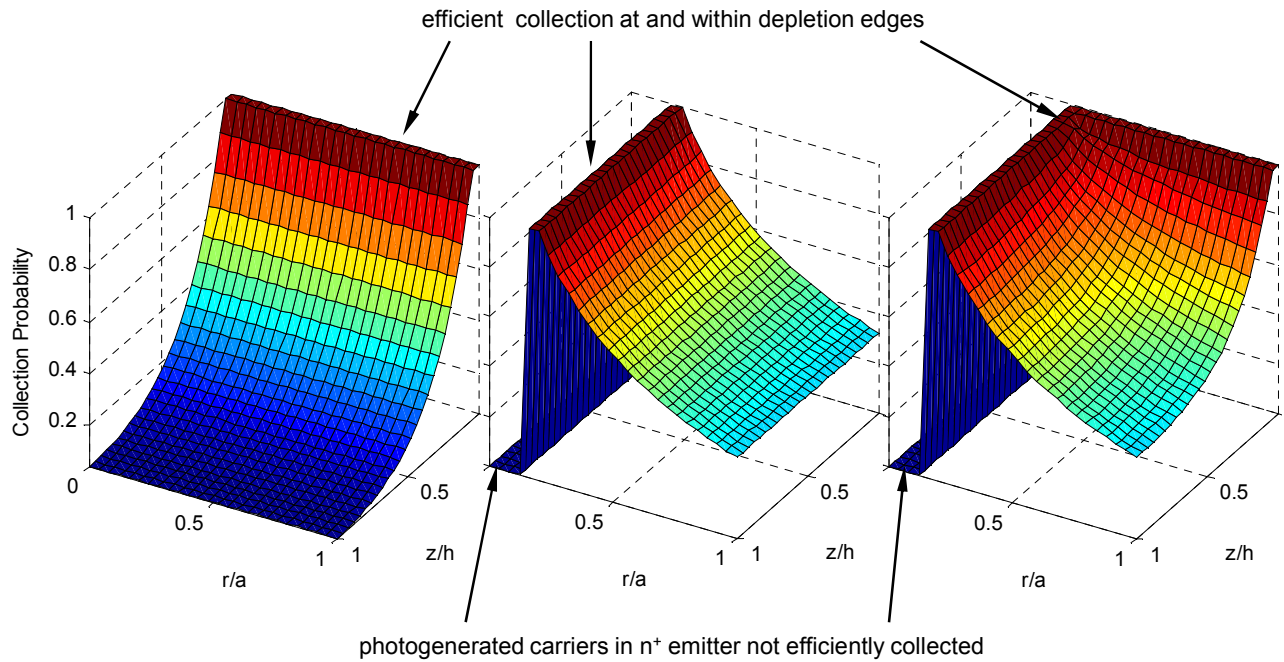 efficient collection at and within depletion edges
Collection Probability
1
0.8
0.6
0.4
0.2
0
0.5
1
r/a
1
0.5
z/h
0.5
1
r/a
1
0.5
z/h
0.5
1
r/a
1
0.5
z/h
photogenerated carriers in n⁺ emitter not efficiently collected